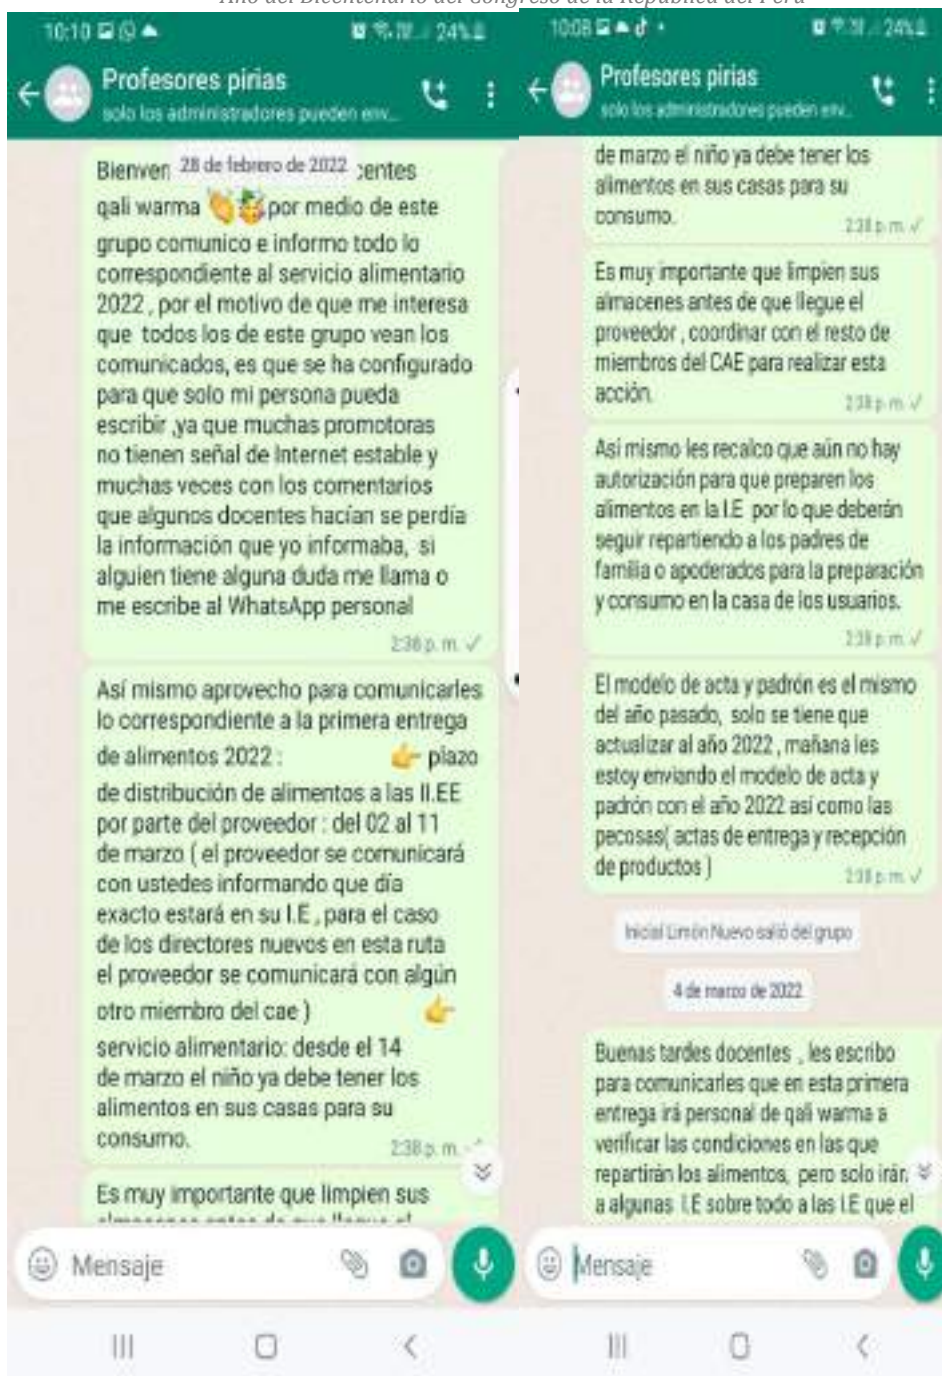 Año del Bicentenario del Congreso de la República del Perú
10:10 24%
Profesores pirias
solo los administradores pueden env...
28 de febrero de 2022
Bienven centes
qali warma 👏🥳por medio de este
grupo comunico e informo todo lo
correspondiente al servicio alimentario
2022 , por el motivo de que me interesa
que todos los de este grupo vean los
comunicados, es que se ha configurado
para que solo mi persona pueda
escribir ,ya que muchas promotoras
no tienen señal de Internet estable y
muchas veces con los comentarios
que algunos docentes hacían se perdía
la información que yo informaba, si
alguien tiene alguna duda me llama o
me escribe al WhatsApp personal
2:38 p. m.
Así mismo aprovecho para comunicarles
lo correspondiente a la primera entrega
de alimentos 2022 : 👉 plazo
de distribución de alimentos a las II.EE
por parte del proveedor : del 02 al 11
de marzo ( el proveedor se comunicará
con ustedes informando que día
exacto estará en su I.E , para el caso
de los directores nuevos en esta ruta
el proveedor se comunicará con algún
otro miembro del cae ) 👉
servicio alimentario: desde el 14
de marzo el niño ya debe tener los
alimentos en sus casas para su
consumo.
2:38 p. m.
Es muy importante que limpien sus
almacenes antes de que llegue el
Mensaje
10:08 24%
Profesores pirias
solo los administradores pueden env...
de marzo el niño ya debe tener los
alimentos en sus casas para su
consumo.
2:38 p. m.
Es muy importante que limpien sus
almacenes antes de que llegue el
proveedor , coordinar con el resto de
miembros del CAE para realizar esta
acción.
2:38 p. m.
Así mismo les recalco que aún no hay
autorización para que preparen los
alimentos en la I.E por lo que deberán
seguir repartiendo a los padres de
familia o apoderados para la preparación
y consumo en la casa de los usuarios.
2:38 p. m.
El modelo de acta y padrón es el mismo
del año pasado, solo se tiene que
actualizar al año 2022 , mañana les
estoy enviando el modelo de acta y
padrón con el año 2022 así como las
pecosas( actas de entrega y recepción
de productos )
2:38 p. m.
Inicial Limón Nuevo salió del grupo
4 de marzo de 2022
Buenas tardes docentes , les escribo
para comunicarles que en esta primera
entrega irá personal de qali warma a
verificar las condiciones en las que
repartirán los alimentos, pero solo irán
a algunas I.E sobre todo a las I.E que el
Mensaje